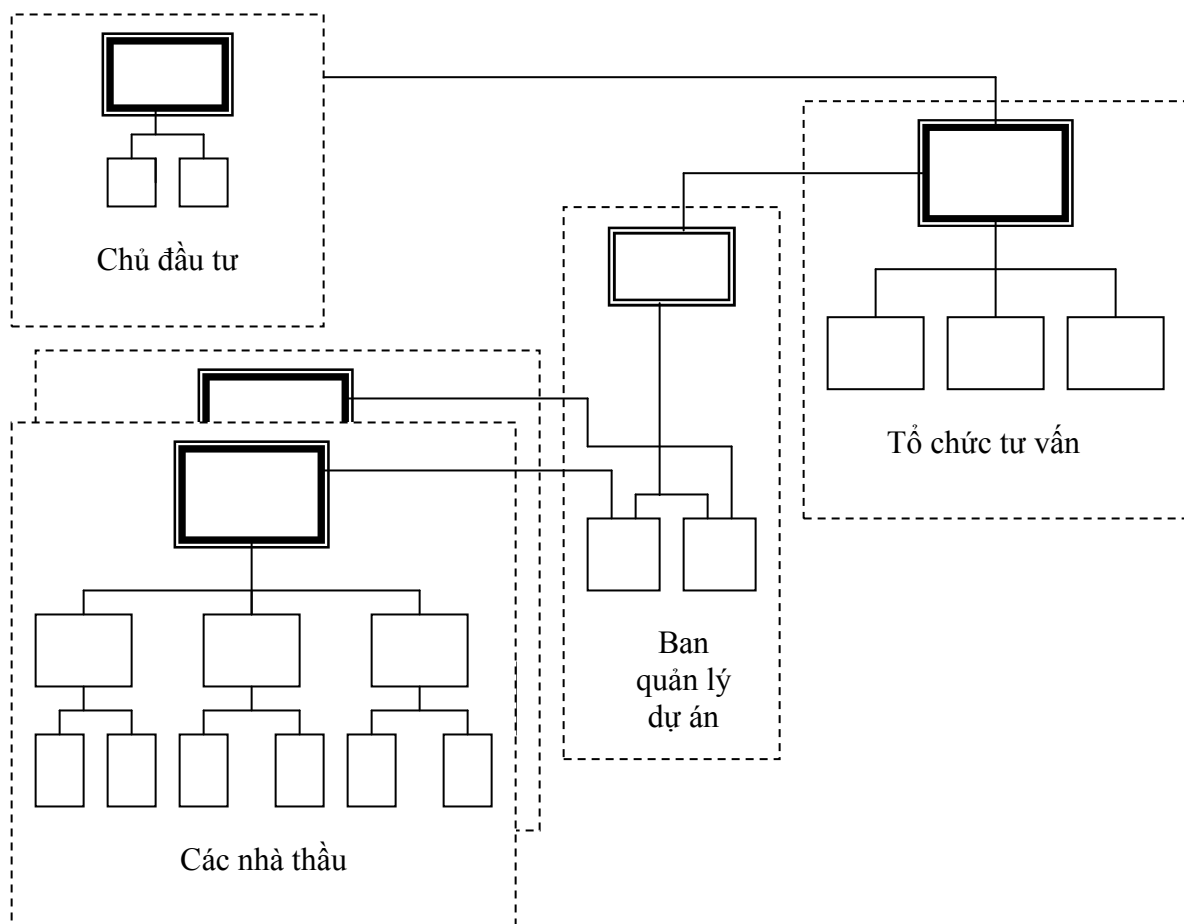 Chủ đầu tư
Tổ chức tư vấn
Ban
quản lý
dự án
Các nhà thầu